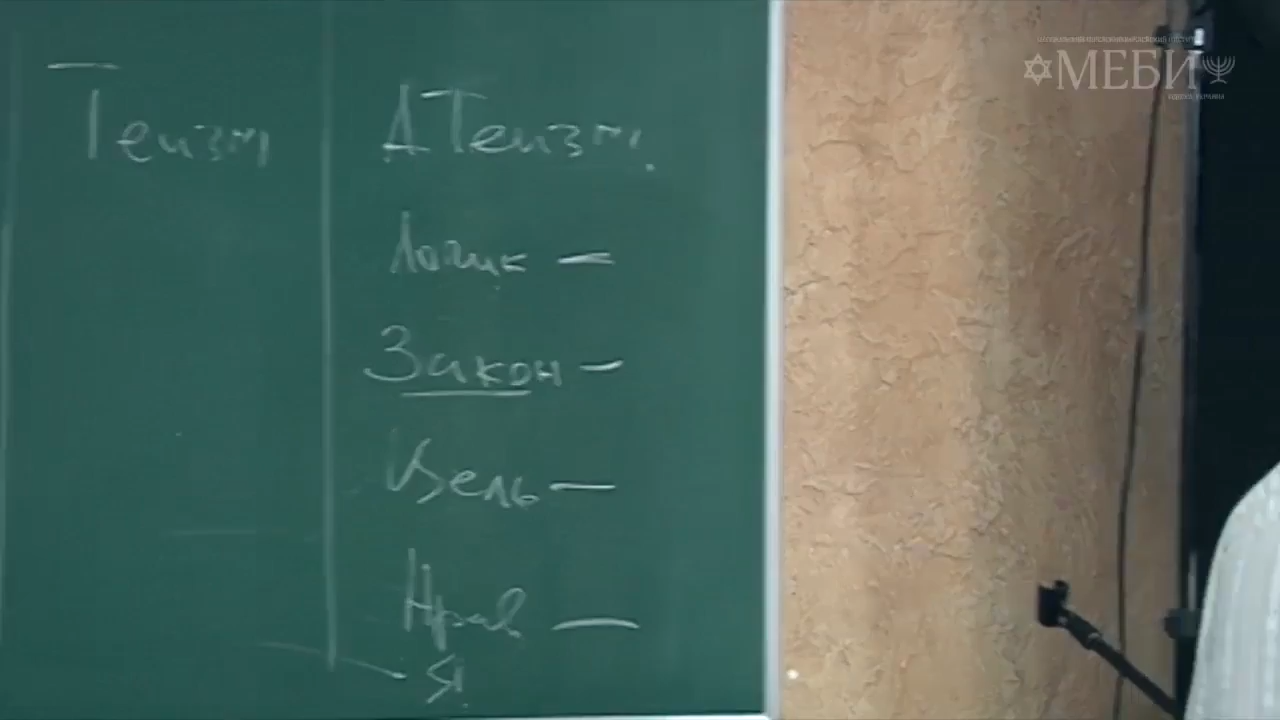 МЕБИ
Теизм
АТеизм.
Логик —
Закон —
Цель —
Нрав —
Я.